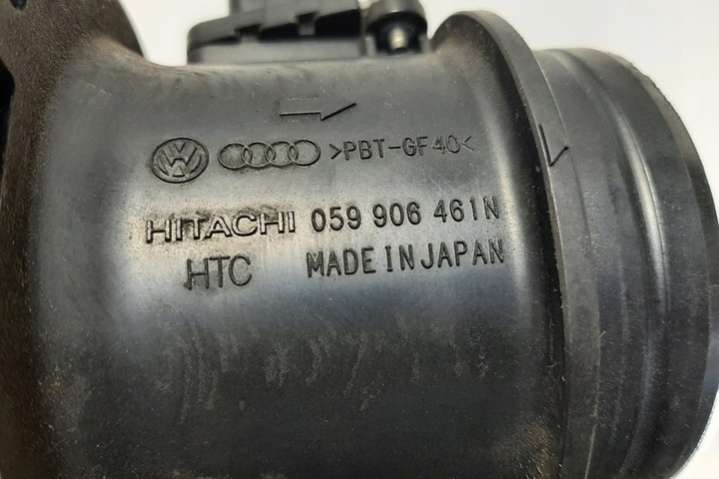 >PBT-GF40<
HITACHI 059 906 461N
HTC MADE IN JAPAN